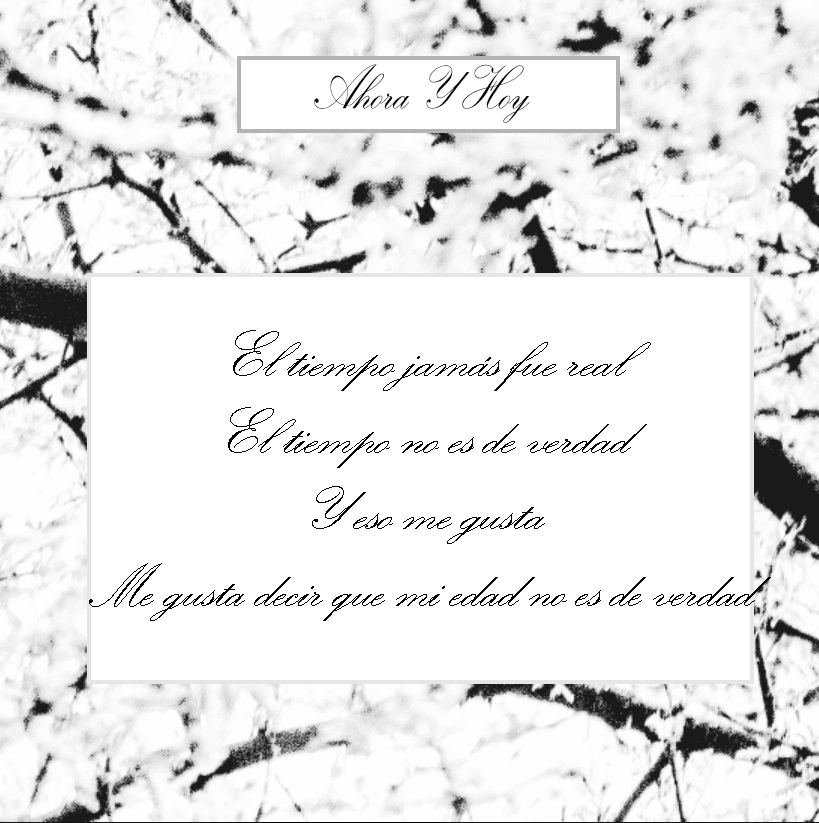 Ahora Y Hoy
El tiempo jamás fue real
El tiempo no es de verdad
Y eso me gusta
Me gusta decir que mi edad no es de verdad